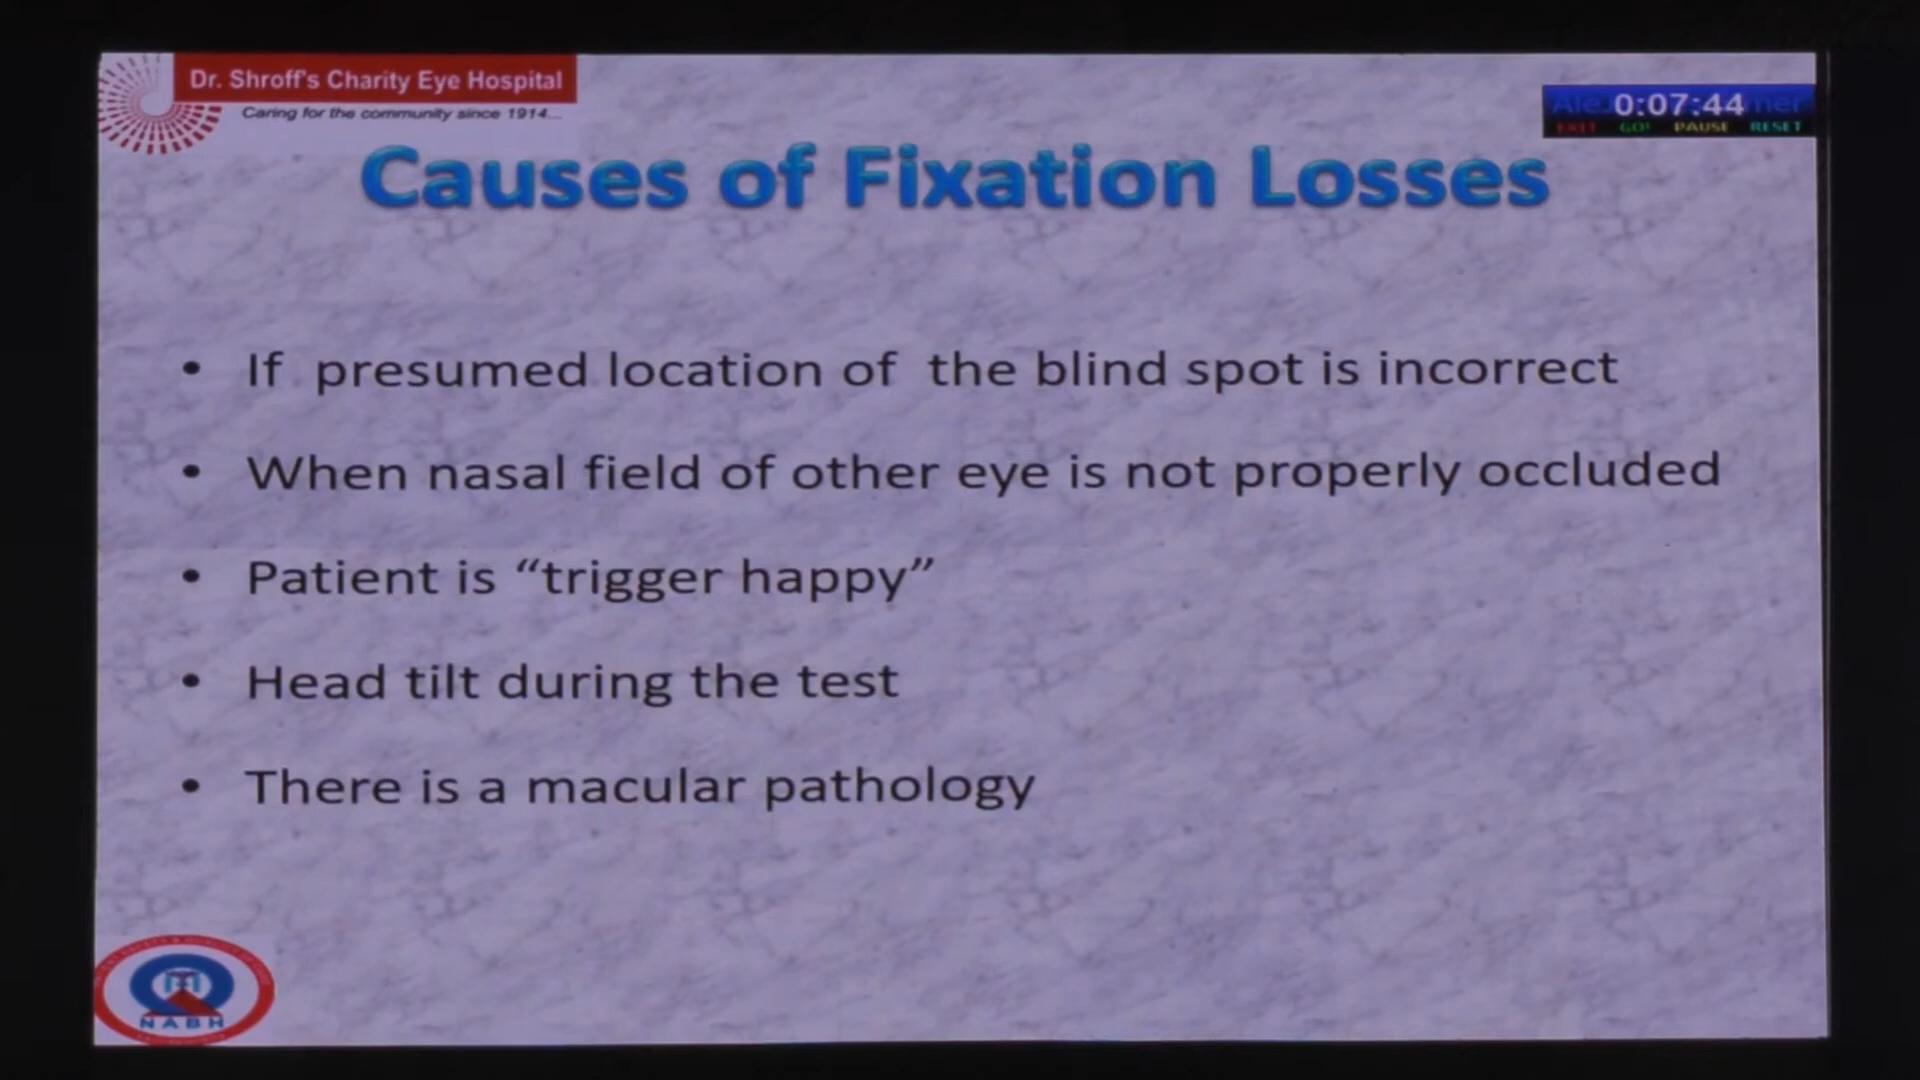 Dr. Shroff's Charity Eye Hospital
Caring for the community since 1914...
0:07:44
EXIT GO! PAUSE RESET
Causes of Fixation Losses
• If presumed location of the blind spot is incorrect
• When nasal field of other eye is not properly occluded
• Patient is “trigger happy”
• Head tilt during the test
• There is a macular pathology
NABH